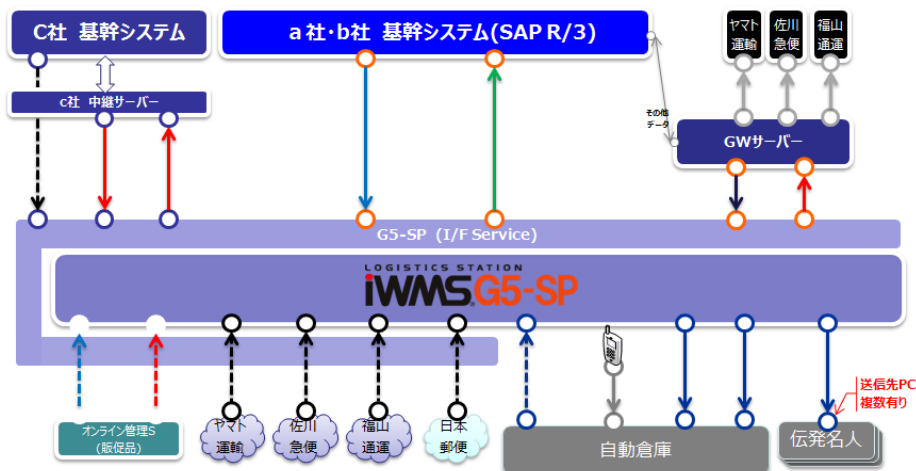 C社 基幹システム
a社・b社 基幹システム(SAP R/3)
ヤマト
運輸
佐川
急便
福山
通運
c社 中継サーバー
その他
データ
GWサーバー
G5-SP (I/F Service)
LOGISTICS STATION
iWMS G5-SP
送信先PC
複数有り
オンライン管理S
(販促品)
ヤマト
運輸
佐川
急便
福山
通運
日本
郵便
自動倉庫
伝発名人